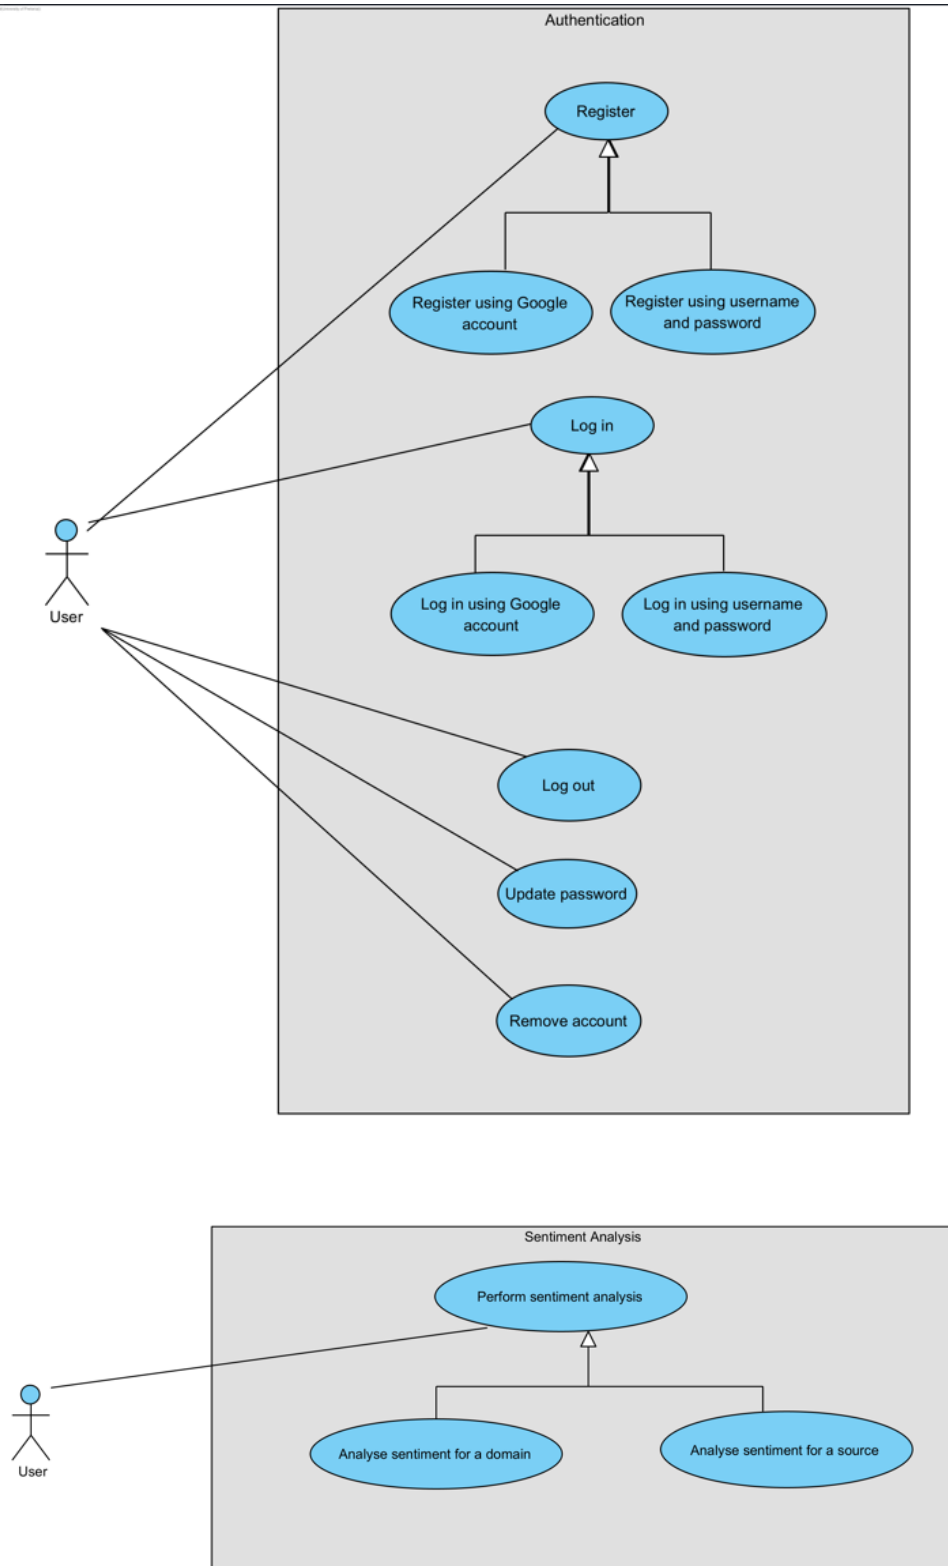 Authentication
Register
Register using Google
account
Register using username
and password
Log in
User
Log in using Google
account
Log in using username
and password
Log out
Update password
Remove account
Sentiment Analysis
Perform sentiment analysis
User
Analyse sentiment for a domain
Analyse sentiment for a source